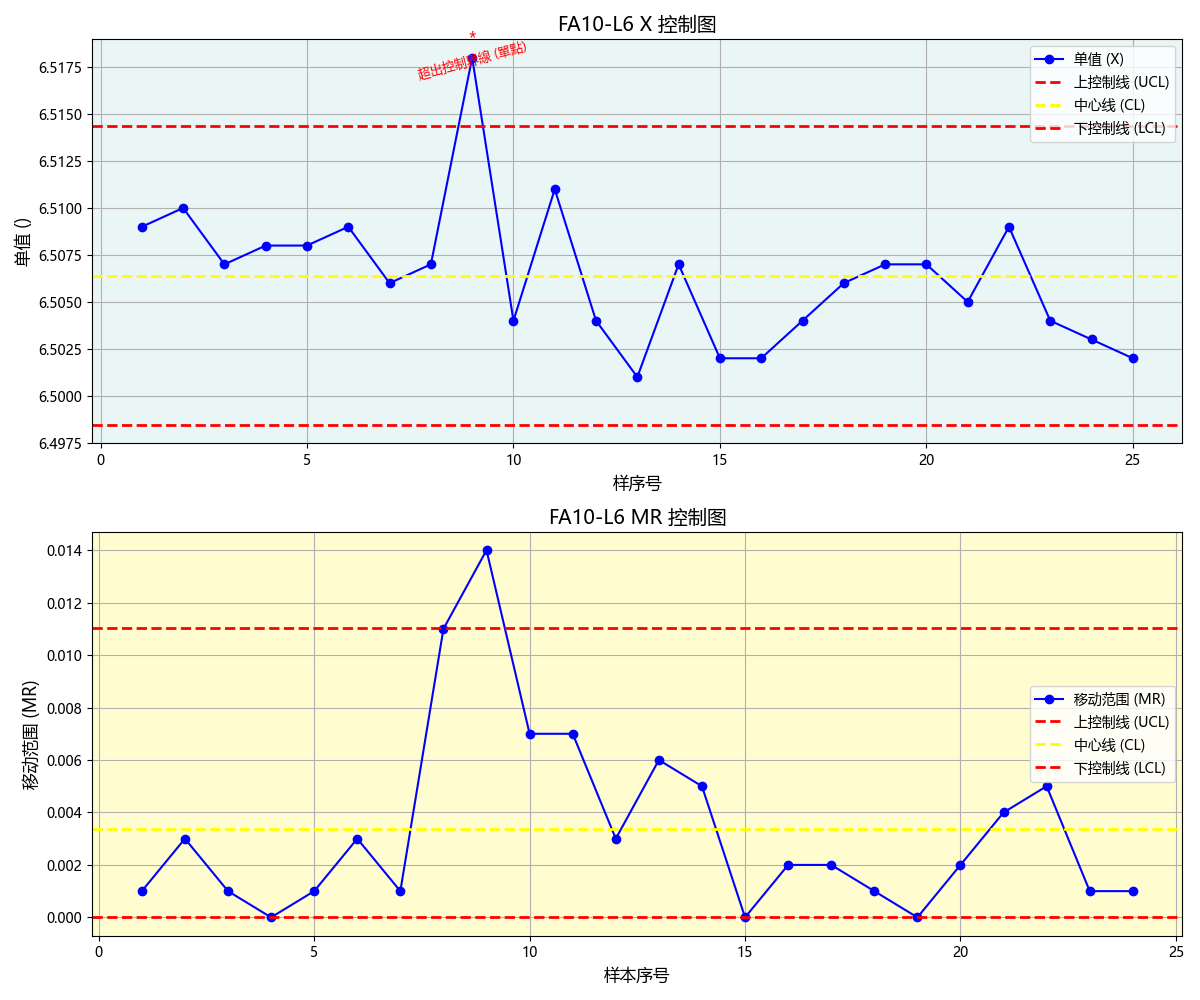 FA10-L6 X 控制图
*
超出控制界線 (單點)
单值 (X)
上控制线 (UCL)
中心线 (CL)
下控制线 (LCL)
6.5175
6.5150
6.5125
6.5100
6.5075
6.5050
6.5025
6.5000
6.4975
单值 ()
0 5 10 15 20 25
样序号
FA10-L6 MR 控制图
移动范围 (MR)
上控制线 (UCL)
中心线 (CL)
下控制线 (LCL)
0.014
0.012
0.010
0.008
0.006
0.004
0.002
0.000
移动范围 (MR)
0 5 10 15 20 25
样本序号